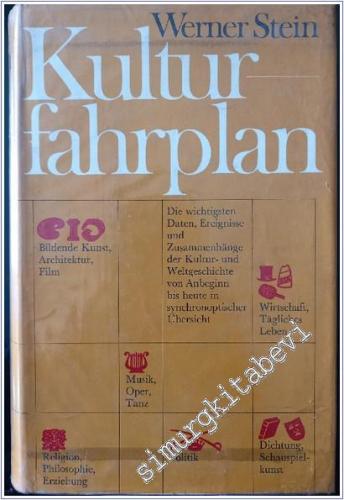 Werner Stein
Kultur-
fahrplan
Die wichtigsten
Daten, Ereignisse
und
Zusammenhänge
der Kultur- und
Weltgeschichte
von Anbeginn
bis heute in
synchronoptischer
Übersicht
Bildende Kunst,
Architektur,
Film
Wirtschaft,
Tägliches
Leben
Musik,
Oper,
Tanz
Religion,
Philosophie,
Erziehung
Politik
Dichtung,
Schauspiel-
kunst
simurgkitabevi